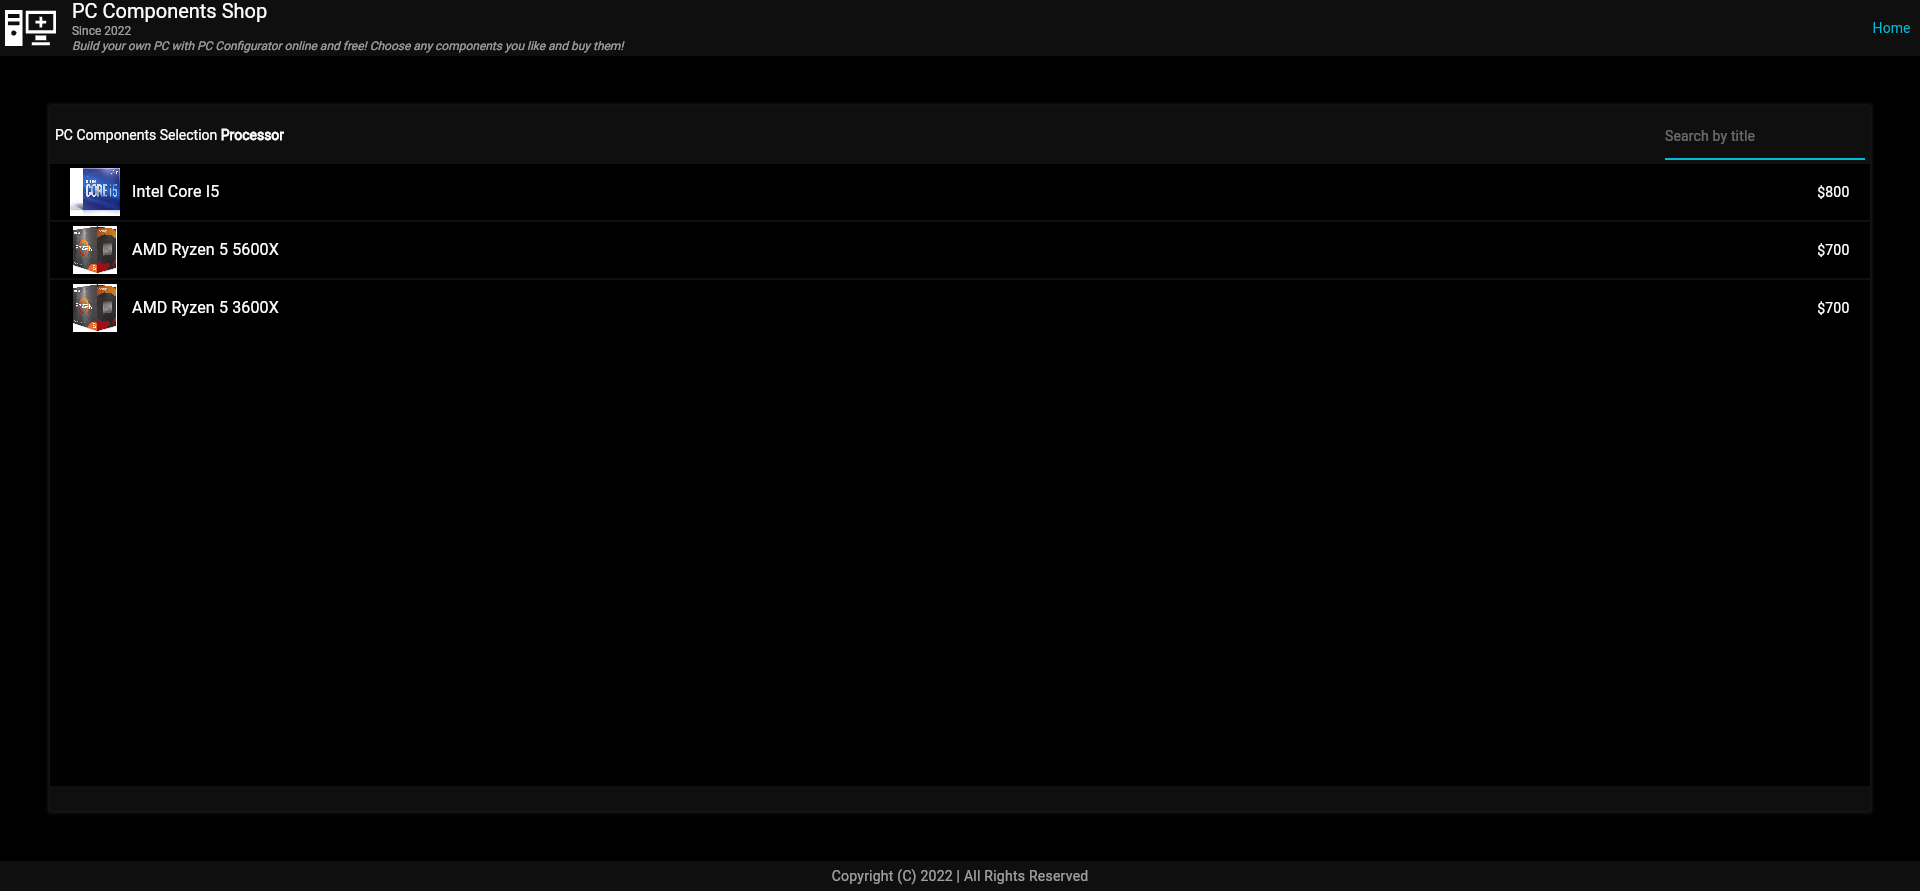 PC Components Shop
Since 2022
Build your own PC with PC Configurator online and free! Choose any components you like and buy them!
Home
PC Components Selection Processor
Search by title
CORE i5
Intel Core I5
$800
AMD Ryzen 5 5600X
$700
AMD Ryzen 5 3600X
$700
Copyright (C) 2022 | All Rights Reserved